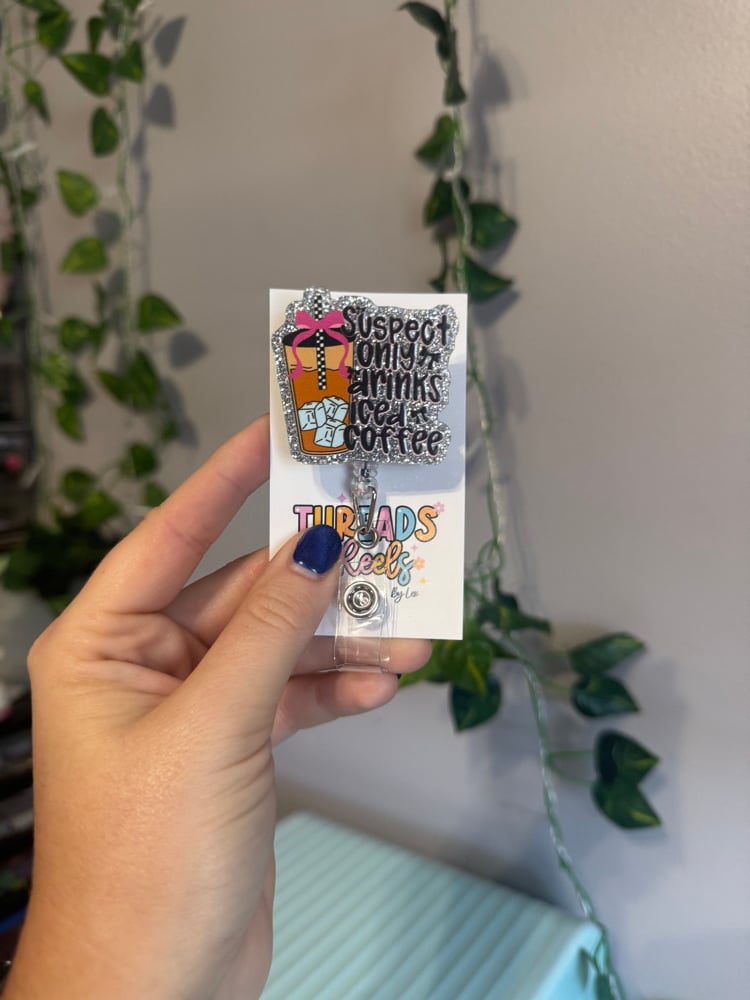 Suspect
only
drinks
iced
coffee
THREADS
Reels
By Lex